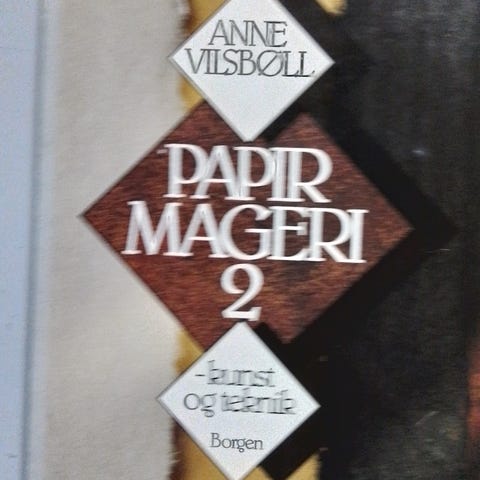 ANNE
VILSBØLL
PAPIR
MAGERI
2
-kunst
og teknik
Borgen